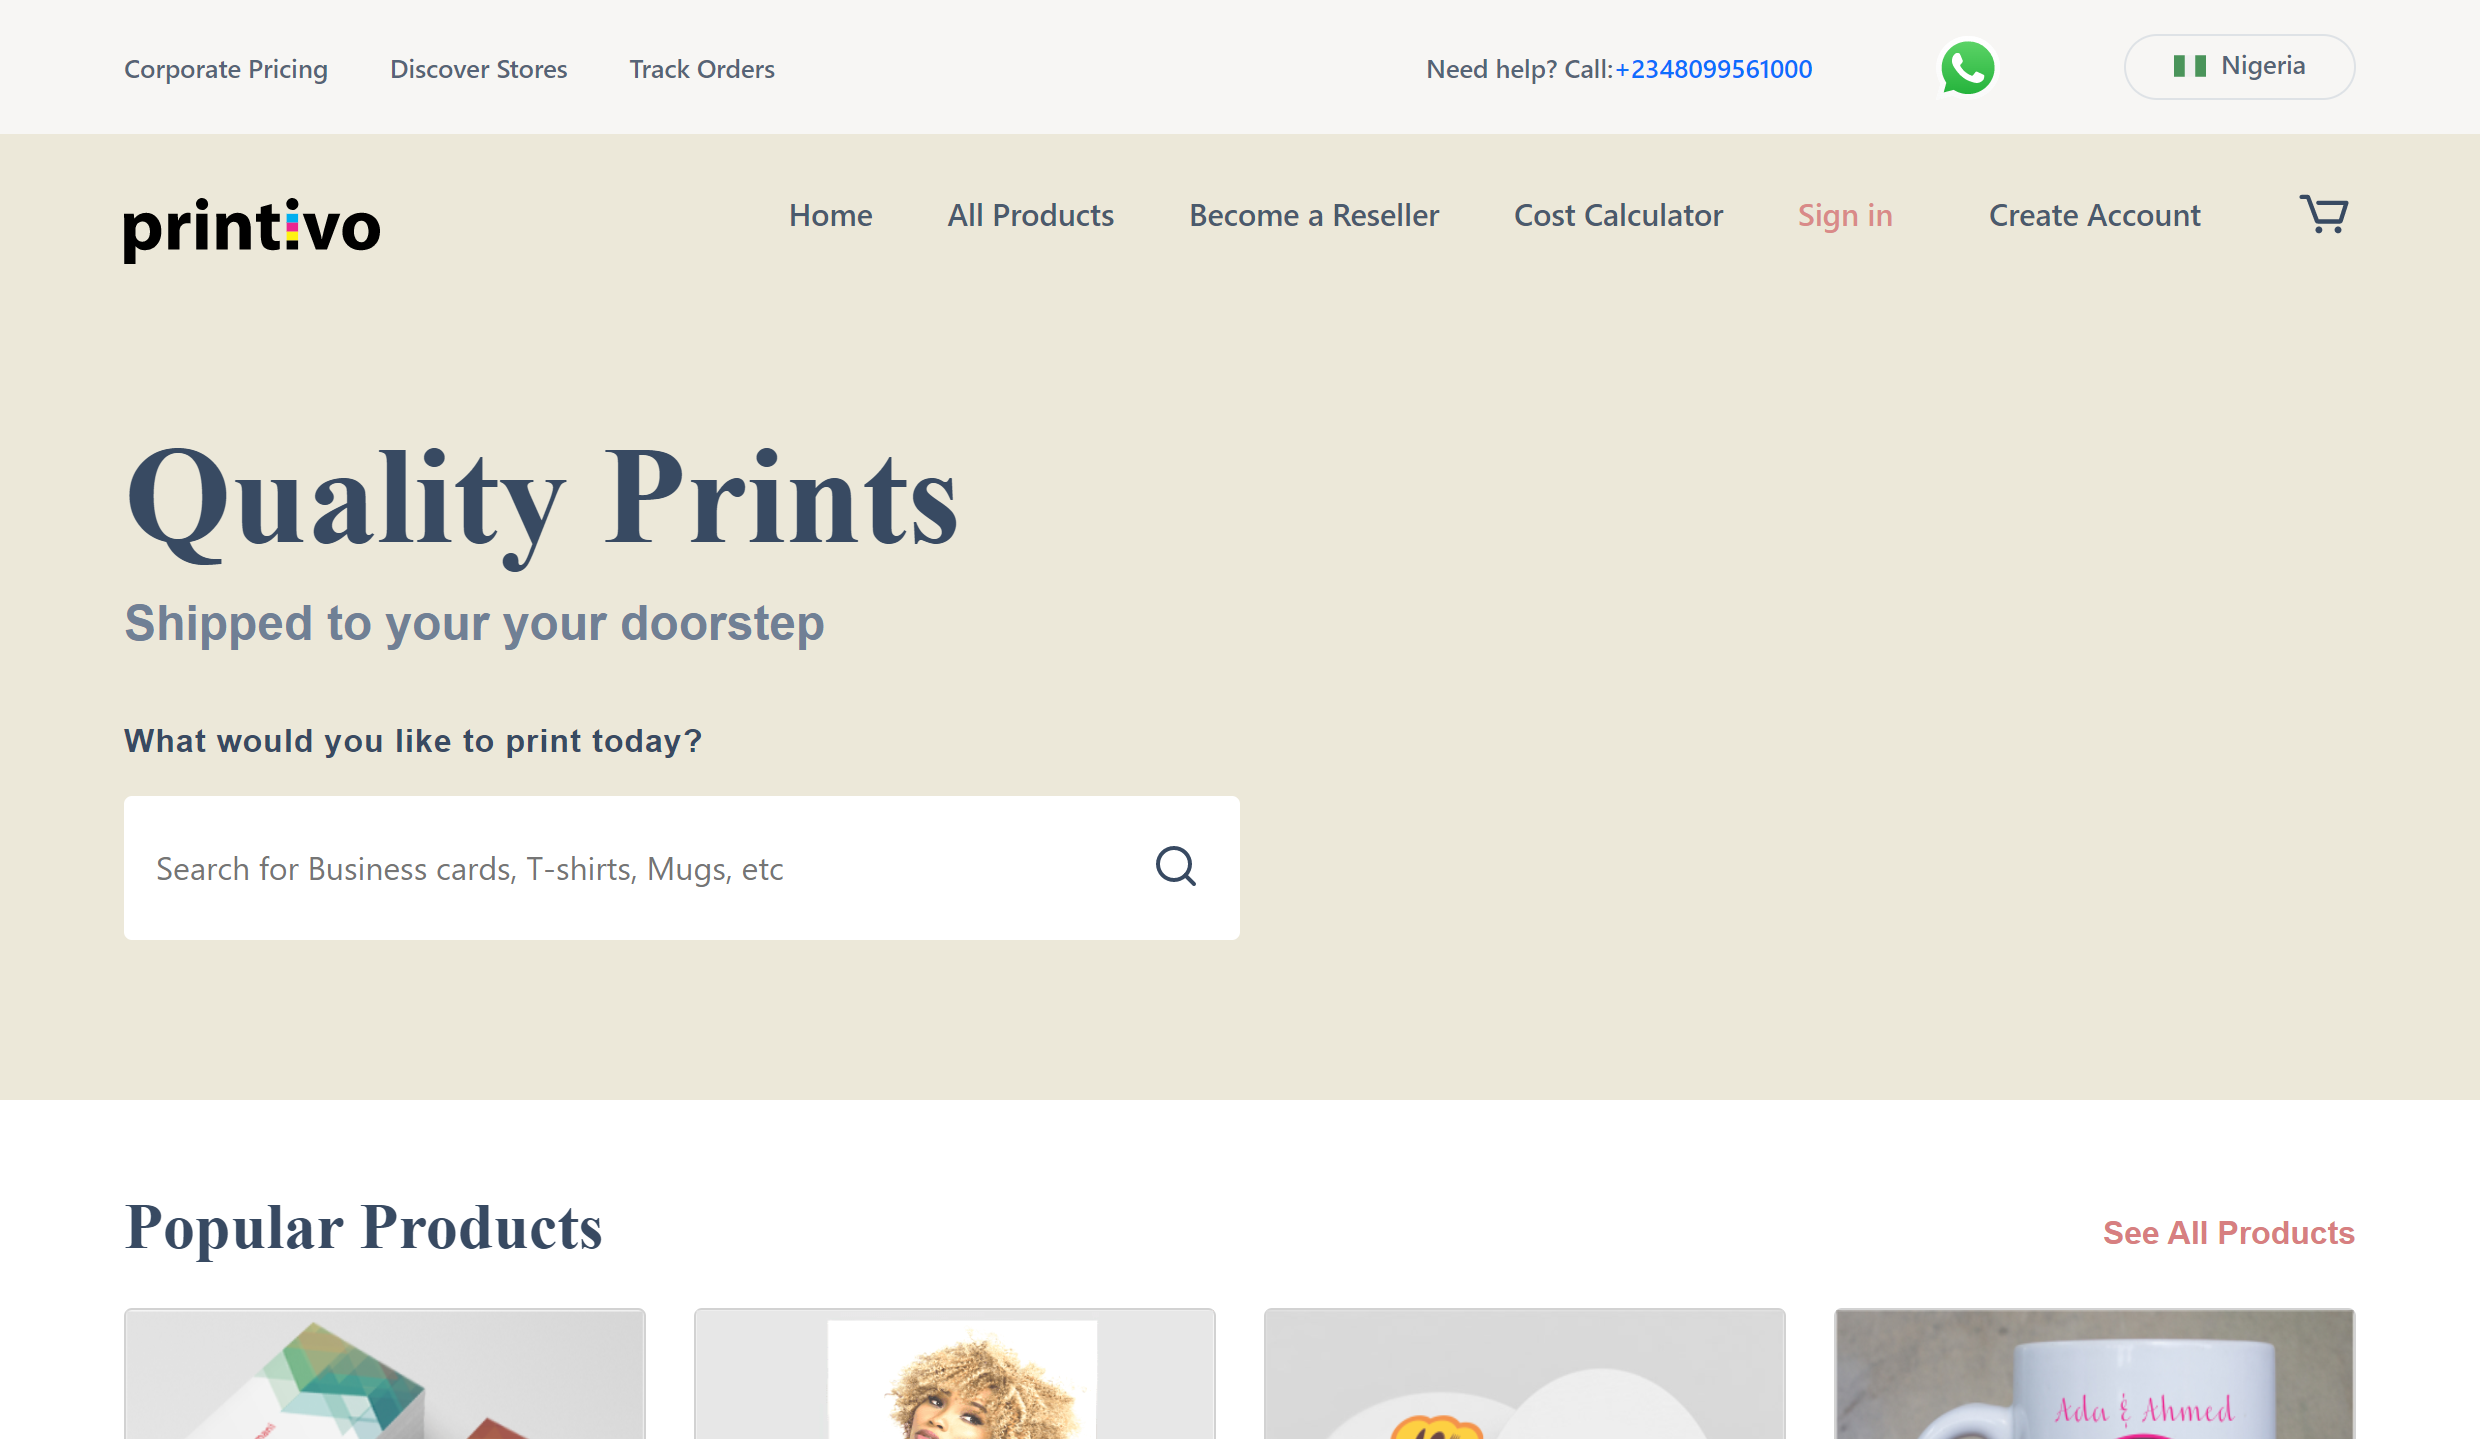 Corporate Pricing Discover Stores Track Orders Need help? Call:+2348099561000 Nigeria
printivo Home All Products Become a Reseller Cost Calculator Sign in Create Account
Quality Prints
Shipped to your your doorstep
What would you like to print today?
Search for Business cards, T-shirts, Mugs, etc
Popular Products See All Products
Ada & Ahmed